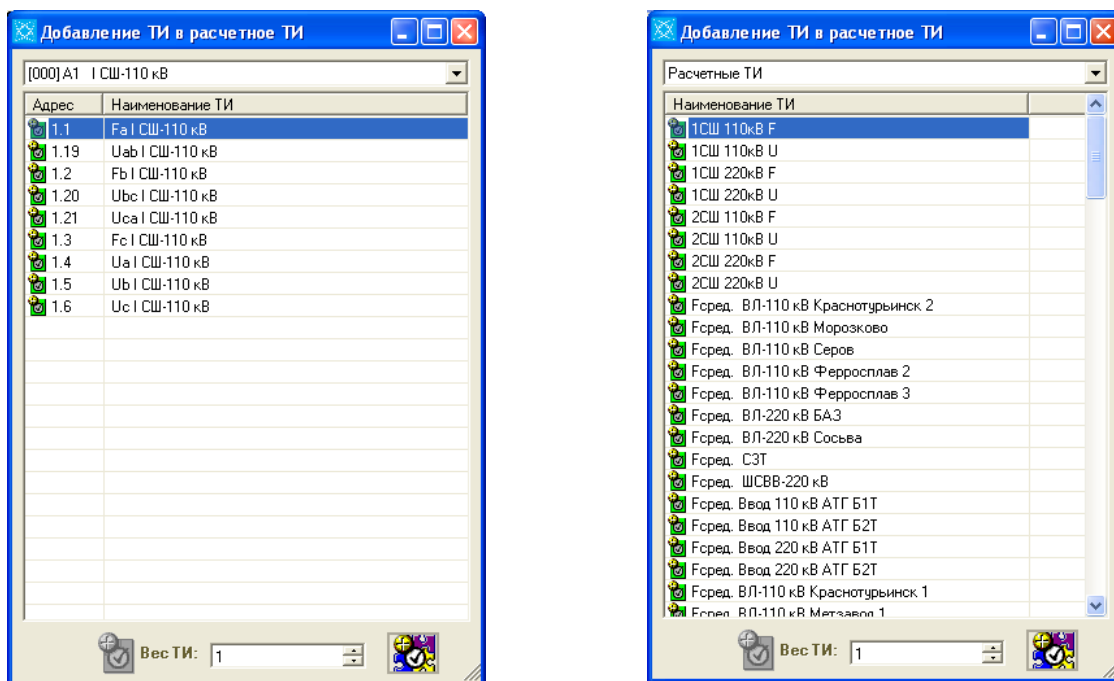 Добавление ТИ в расчетное ТИ
[000] A1 I СШ-110 кВ
Адрес Наименование ТИ
1.1 Fa I СШ-110 кВ
1.19 Uab I СШ-110 кВ
1.2 Fb I СШ-110 кВ
1.20 Ubc I СШ-110 кВ
1.21 Uca I СШ-110 кВ
1.3 Fc I СШ-110 кВ
1.4 Ua I СШ-110 кВ
1.5 Ub I СШ-110 кВ
1.6 Uc I СШ-110 кВ
Вес ТИ: 1
Добавление ТИ в расчетное ТИ
Расчетные ТИ
Наименование ТИ
1СШ 110кВ F
1СШ 110кВ U
1СШ 220кВ F
1СШ 220кВ U
2СШ 110кВ F
2СШ 110кВ U
2СШ 220кВ F
2СШ 220кВ U
Fсред. ВЛ-110 кВ Краснотурьинск 2
Fсред. ВЛ-110 кВ Морозково
Fсред. ВЛ-110 кВ Серов
Fсред. ВЛ-110 кВ Ферросплав 2
Fсред. ВЛ-110 кВ Ферросплав 3
Fсред. ВЛ-220 кВ БАЗ
Fсред. ВЛ-220 кВ Сосьва
Fсред. СЗТ
Fсред. ШСВВ-220 кВ
Fсред. Ввод 110 кВ АТГ Б1Т
Fсред. Ввод 110 кВ АТГ Б2Т
Fсред. Ввод 220 кВ АТГ Б1Т
Fсред. Ввод 220 кВ АТГ Б2Т
Fсред. ВЛ-110 кВ Краснотурьинск 1
Fсред. ВЛ-110 кВ Метзавод 1
Вес ТИ: 1